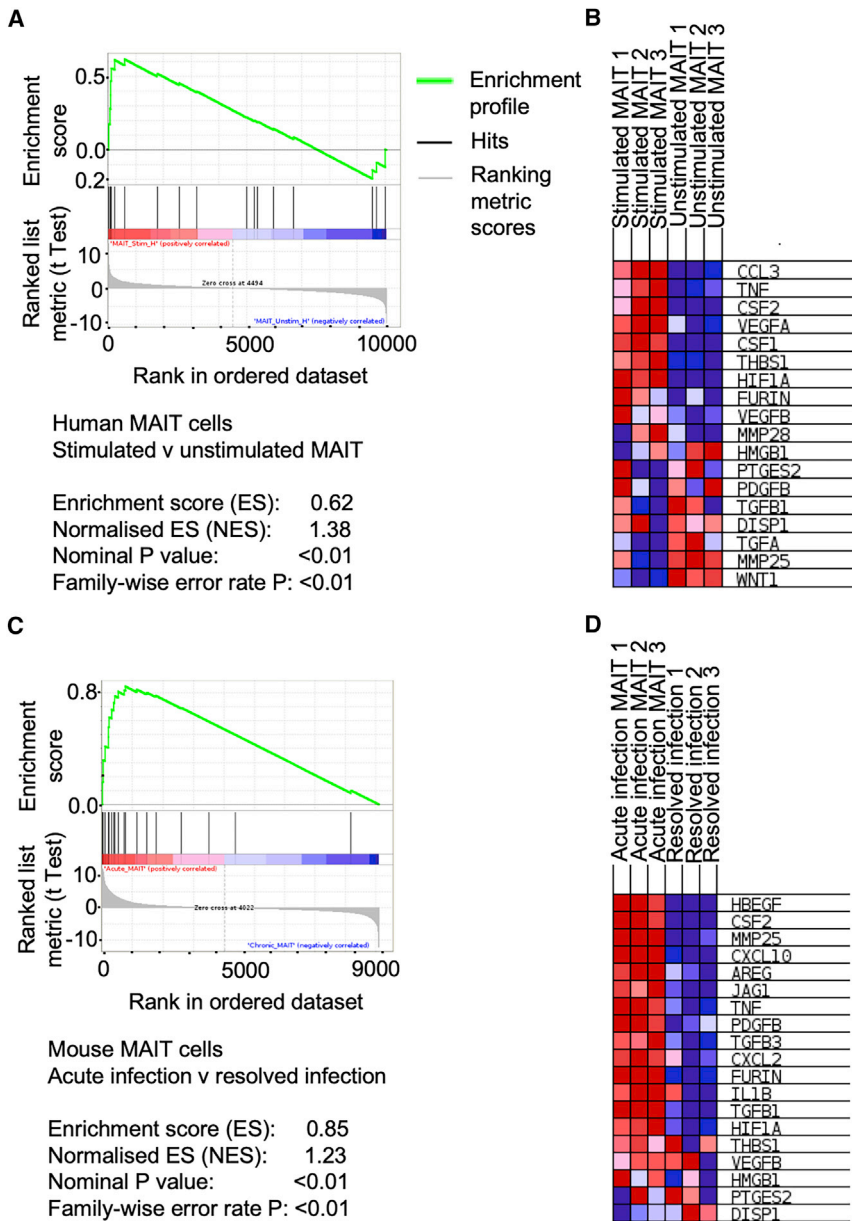 A
Enrichment
score
0.5
0.0
0.2
Ranked list
metric (t Test)
10
0
-10
'MAIT_Stim_H' (positively correlated)
Zero cross at 4494
'MAIT_Unstim_H' (negatively correlated)
0
5000
10000
Rank in ordered dataset
Enrichment
profile
Hits
Ranking
metric scores
Human MAIT cells
Stimulated v unstimulated MAIT
Enrichment score (ES): 0.62
Normalised ES (NES): 1.38
Nominal P value: <0.01
Family-wise error rate P: <0.01
B
Stimulated MAIT 1
Stimulated MAIT 2
Stimulated MAIT 3
Unstimulated MAIT 1
Unstimulated MAIT 2
Unstimulated MAIT 3
CCL3
TNF
CSF2
VEGFA
CSF1
THBS1
HIF1A
FURIN
VEGFB
MMP28
HMGB1
PTGES2
PDGFB
TGFB1
DISP1
TGFA
MMP25
WNT1
C
Enrichment
score
0.8
0.0
Ranked list
metric (t Test)
10
0
-10
'Acute_MAIT' (positively correlated)
Zero cross at 4022
'Chronic_MAIT' (negatively correlated)
0
5000
9000
Rank in ordered dataset
Mouse MAIT cells
Acute infection v resolved infection
Enrichment score (ES): 0.85
Normalised ES (NES): 1.23
Nominal P value: <0.01
Family-wise error rate P: <0.01
D
Acute infection MAIT 1
Acute infection MAIT 2
Acute infection MAIT 3
Resolved infection 1
Resolved infection 2
Resolved infection 3
HBEGF
CSF2
MMP25
CXCL10
AREG
JAG1
TNF
PDGFB
TGFB3
CXCL2
FURIN
IL1B
TGFB1
HIF1A
THBS1
VEGFB
HMGB1
PTGES2
DISP1